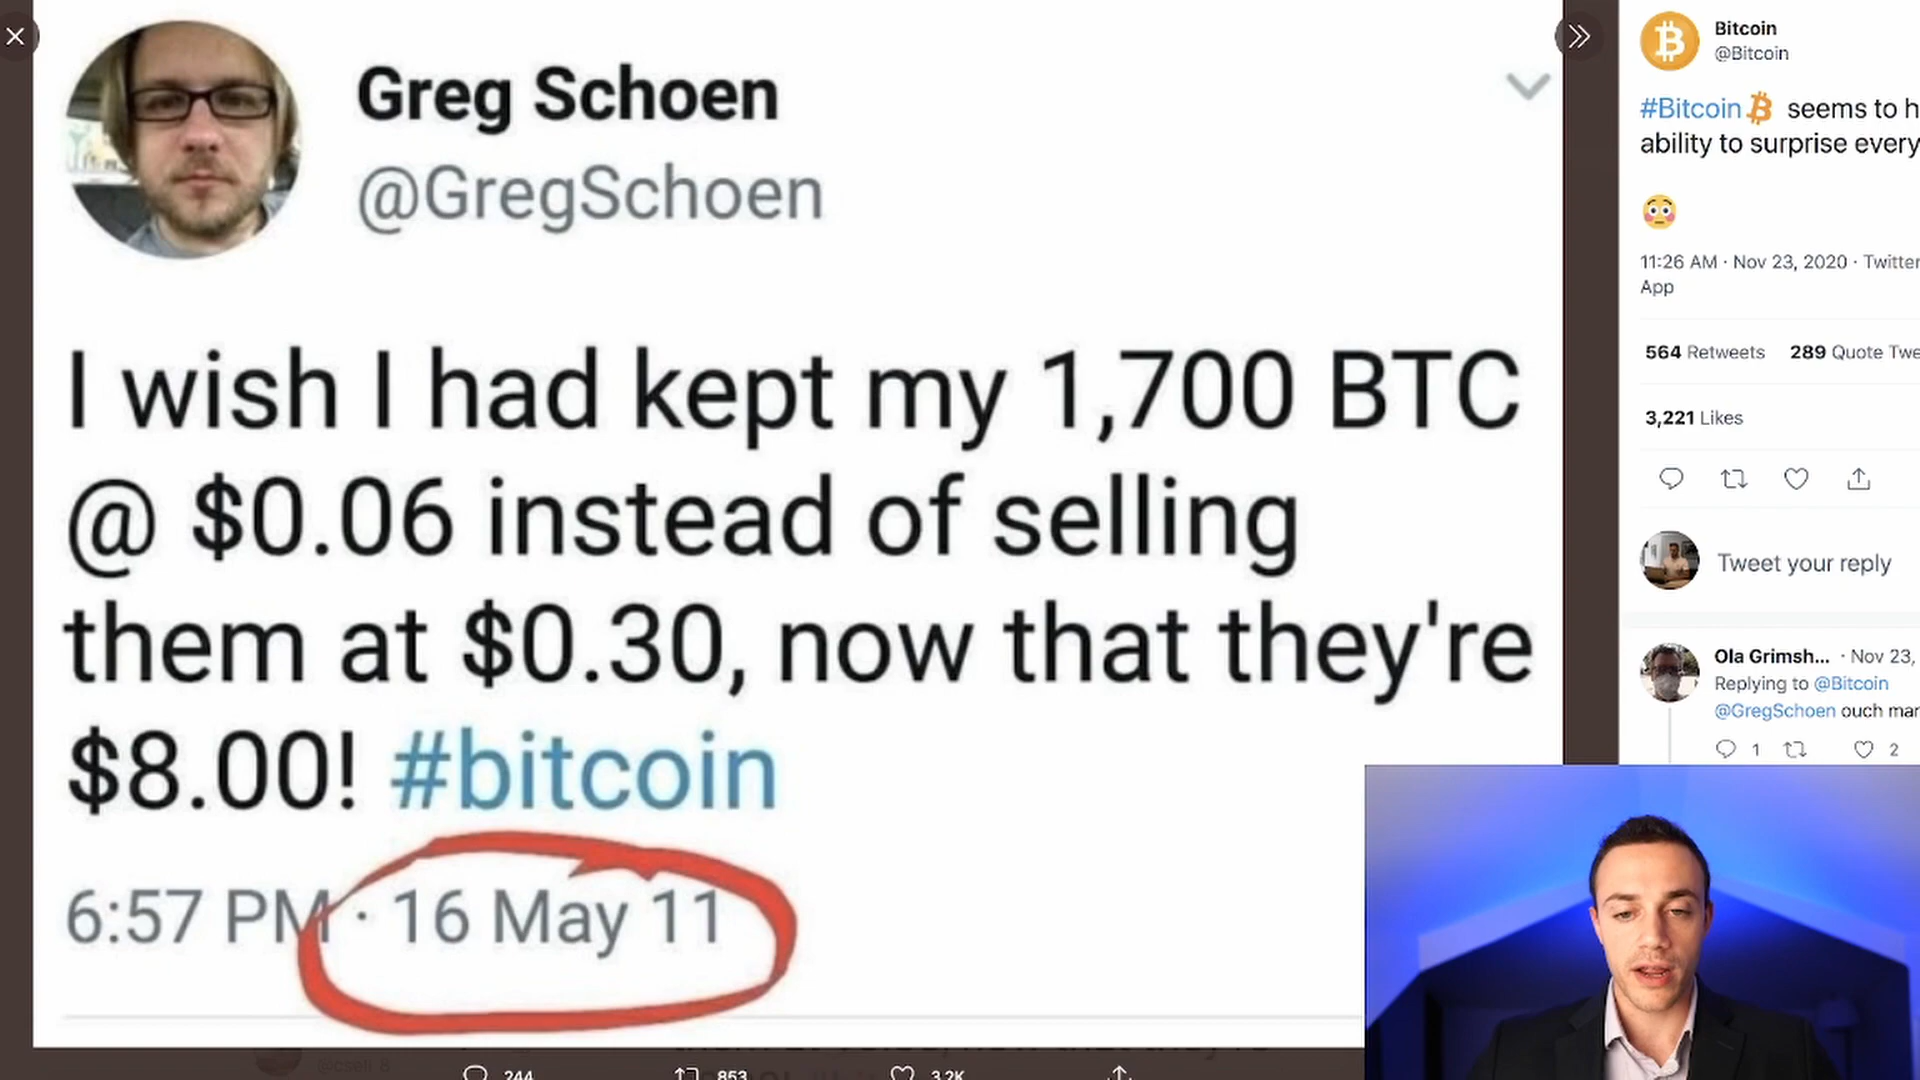 Greg Schoen
@GregSchoen
I wish I had kept my 1,700 BTC
@ $0.06 instead of selling
them at $0.30, now that they're
$8.00! #bitcoin
6:57 PM · 16 May 11
244 853 3.2K
Bitcoin
@Bitcoin
#Bitcoin seems to h
ability to surprise every
😳
11:26 AM · Nov 23, 2020 · Twitter
App
564 Retweets 289 Quote Twe
3,221 Likes
Tweet your reply
Ola Grimsh... · Nov 23,
Replying to @Bitcoin
@GregSchoen ouch mar
1 2